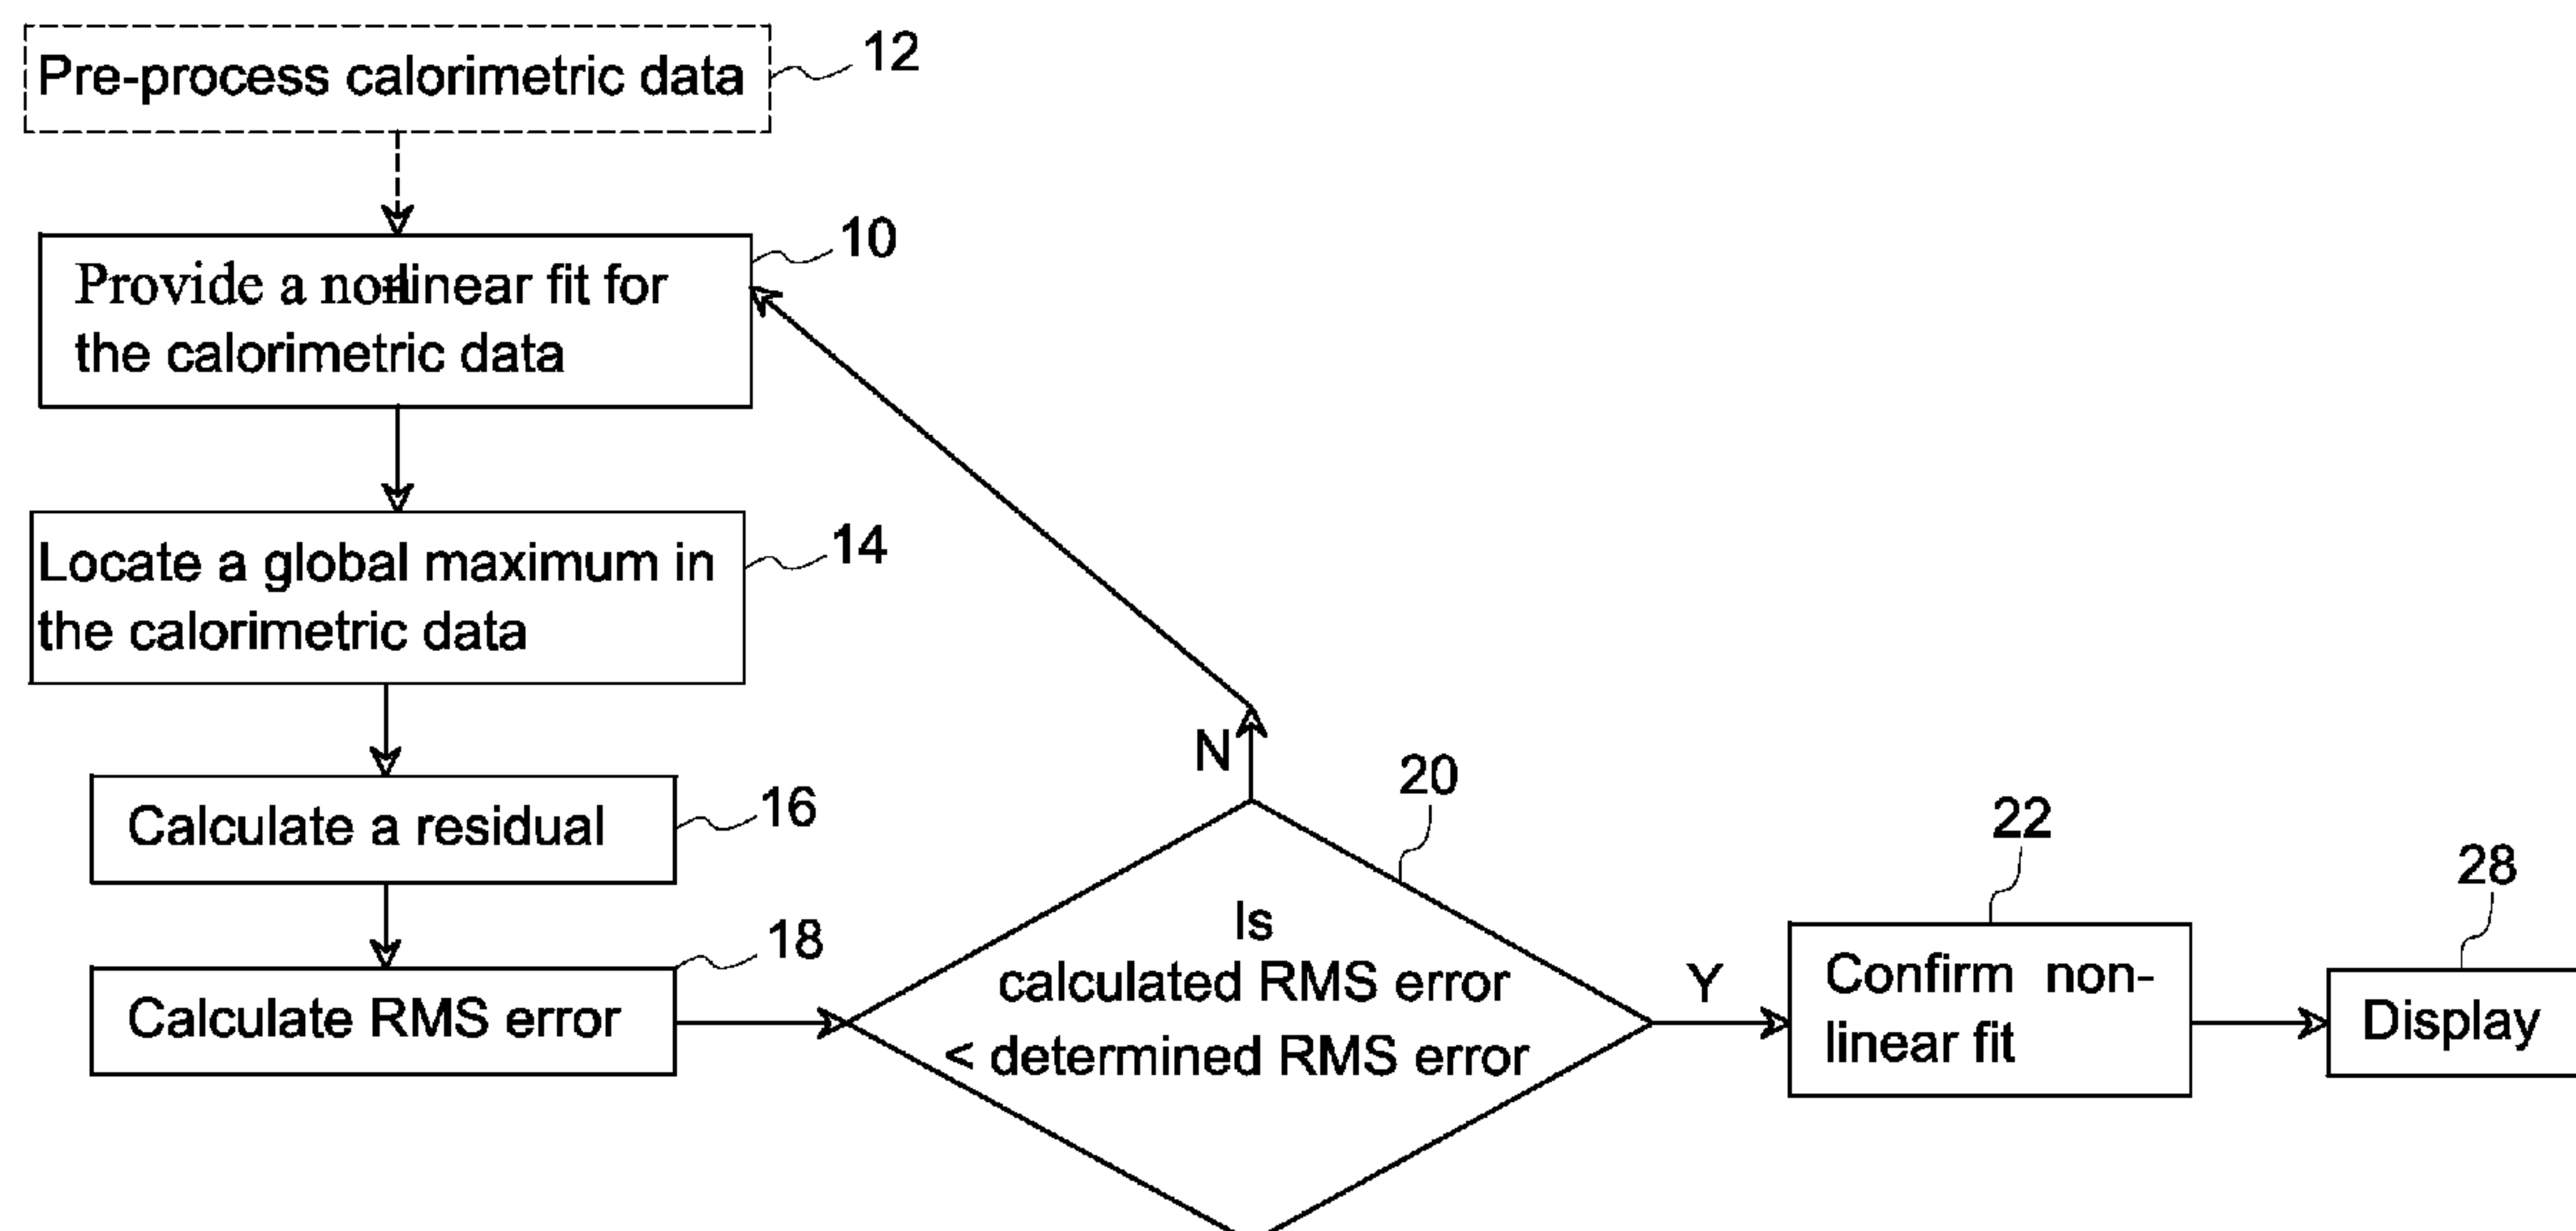 Pre-process calorimetric data
12
Provide a non-linear fit for
the calorimetric data
10
Locate a global maximum in
the calorimetric data
14
Calculate a residual
16
Calculate RMS error
18
N
20
Is
calculated RMS error
< determined RMS error
Y
22
Confirm non-
linear fit
28
Display